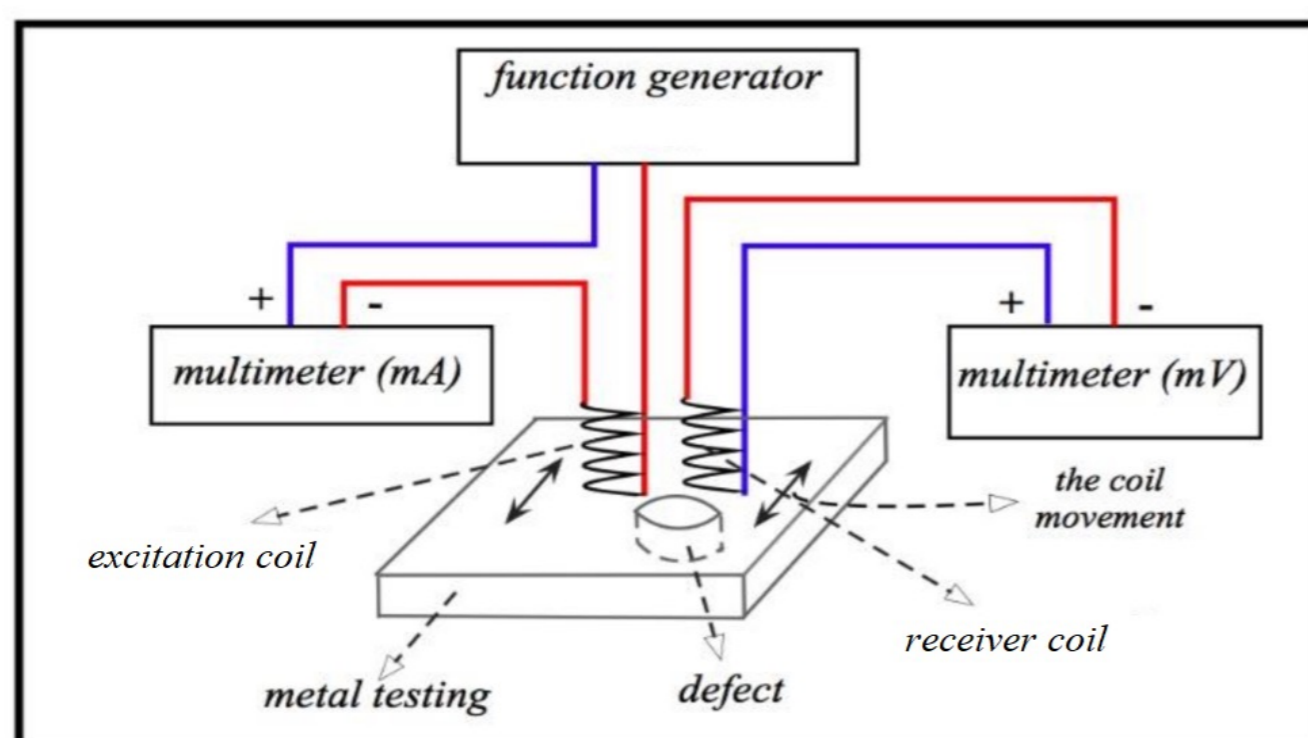 function generator
+ -
+ -
multimeter (mA)
multimeter (mV)
the coil
movement
excitation coil
receiver coil
metal testing
defect